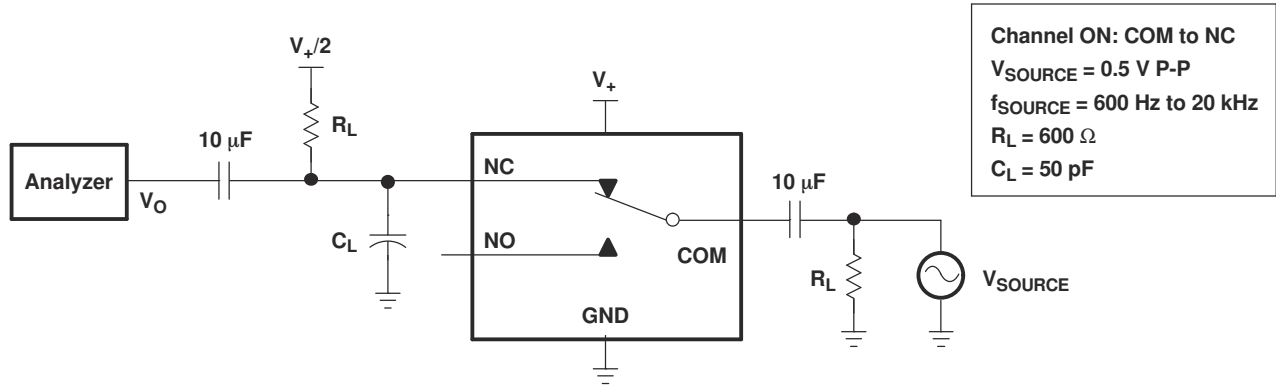 V+/2
V+
RL
10 µF
Analyzer
VO
CL
NC
NO
COM
GND
10 µF
RL
VSOURCE
Channel ON: COM to NC
VSOURCE = 0.5 V P-P
fSOURCE = 600 Hz to 20 kHz
RL = 600 Ω
CL = 50 pF